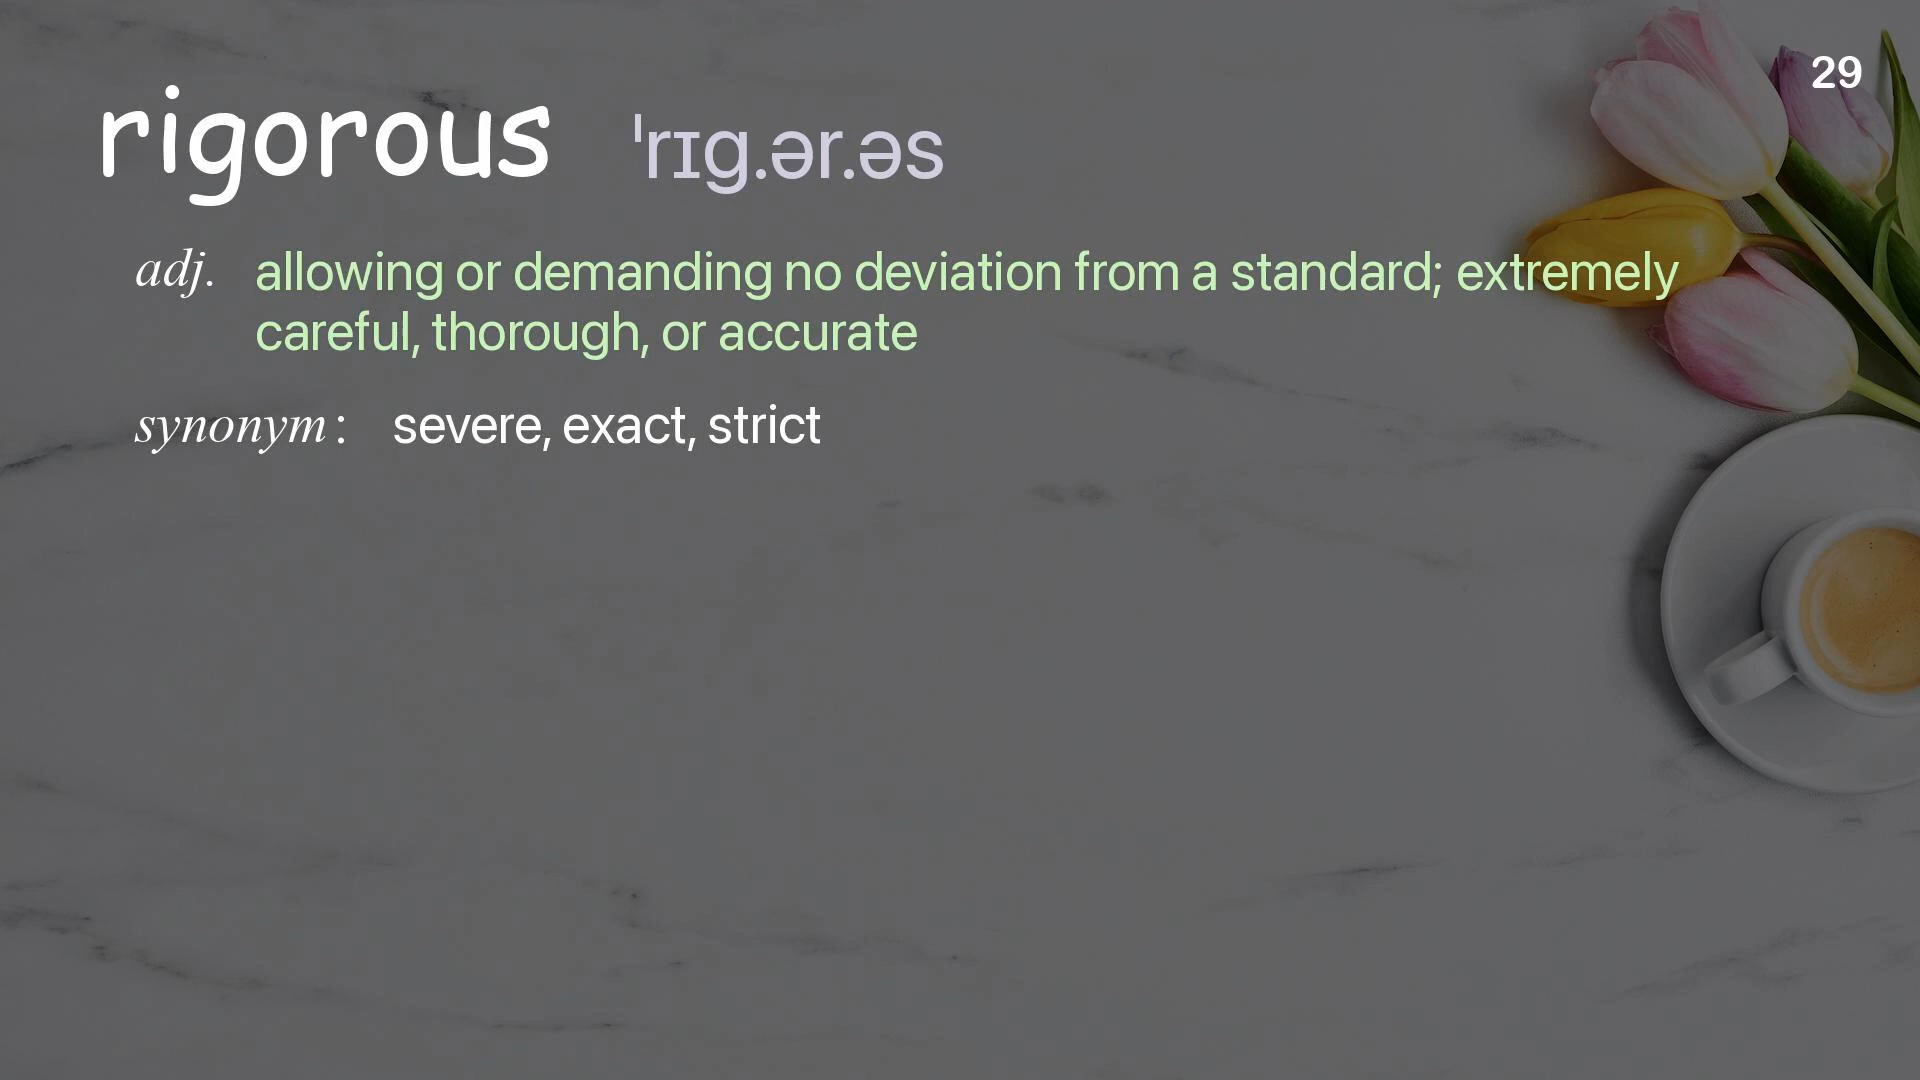 29
rigorous ˈrɪg.ər.əs
adj. allowing or demanding no deviation from a standard; extremely
careful, thorough, or accurate
synonym : severe, exact, strict